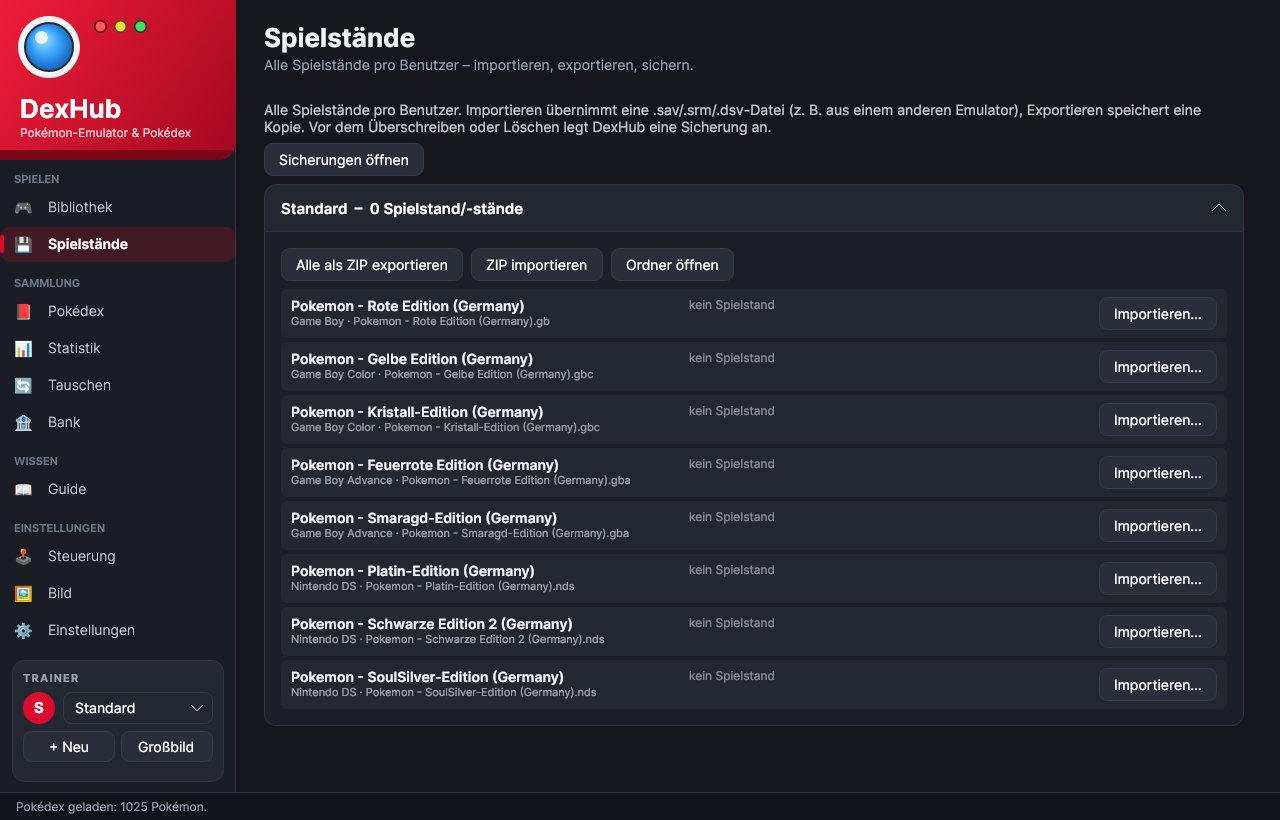 DexHub
Pokémon-Emulator & Pokédex
SPIELEN
Bibliothek
Spielstände
SAMMLUNG
Pokédex
Statistik
Tauschen
Bank
WISSEN
Guide
EINSTELLUNGEN
Steuerung
Bild
Einstellungen
TRAINER
S
Standard
+ Neu
Großbild
Spielstände
Alle Spielstände pro Benutzer – importieren, exportieren, sichern.
Alle Spielstände pro Benutzer. Importieren übernimmt eine .sav/.srm/.dsv-Datei (z. B. aus einem anderen Emulator), Exportieren speichert eine
Kopie. Vor dem Überschreiben oder Löschen legt DexHub eine Sicherung an.
Sicherungen öffnen
Standard – 0 Spielstand/-stände
Alle als ZIP exportieren
ZIP importieren
Ordner öffnen
Pokemon - Rote Edition (Germany)
Game Boy · Pokemon - Rote Edition (Germany).gb
kein Spielstand
Importieren...
Pokemon - Gelbe Edition (Germany)
Game Boy Color · Pokemon - Gelbe Edition (Germany).gbc
kein Spielstand
Importieren...
Pokemon - Kristall-Edition (Germany)
Game Boy Color · Pokemon - Kristall-Edition (Germany).gbc
kein Spielstand
Importieren...
Pokemon - Feuerrote Edition (Germany)
Game Boy Advance · Pokemon - Feuerrote Edition (Germany).gba
kein Spielstand
Importieren...
Pokemon - Smaragd-Edition (Germany)
Game Boy Advance · Pokemon - Smaragd-Edition (Germany).gba
kein Spielstand
Importieren...
Pokemon - Platin-Edition (Germany)
Nintendo DS · Pokemon - Platin-Edition (Germany).nds
kein Spielstand
Importieren...
Pokemon - Schwarze Edition 2 (Germany)
Nintendo DS · Pokemon - Schwarze Edition 2 (Germany).nds
kein Spielstand
Importieren...
Pokemon - SoulSilver-Edition (Germany)
Nintendo DS · Pokemon - SoulSilver-Edition (Germany).nds
kein Spielstand
Importieren...
Pokédex geladen: 1025 Pokémon.